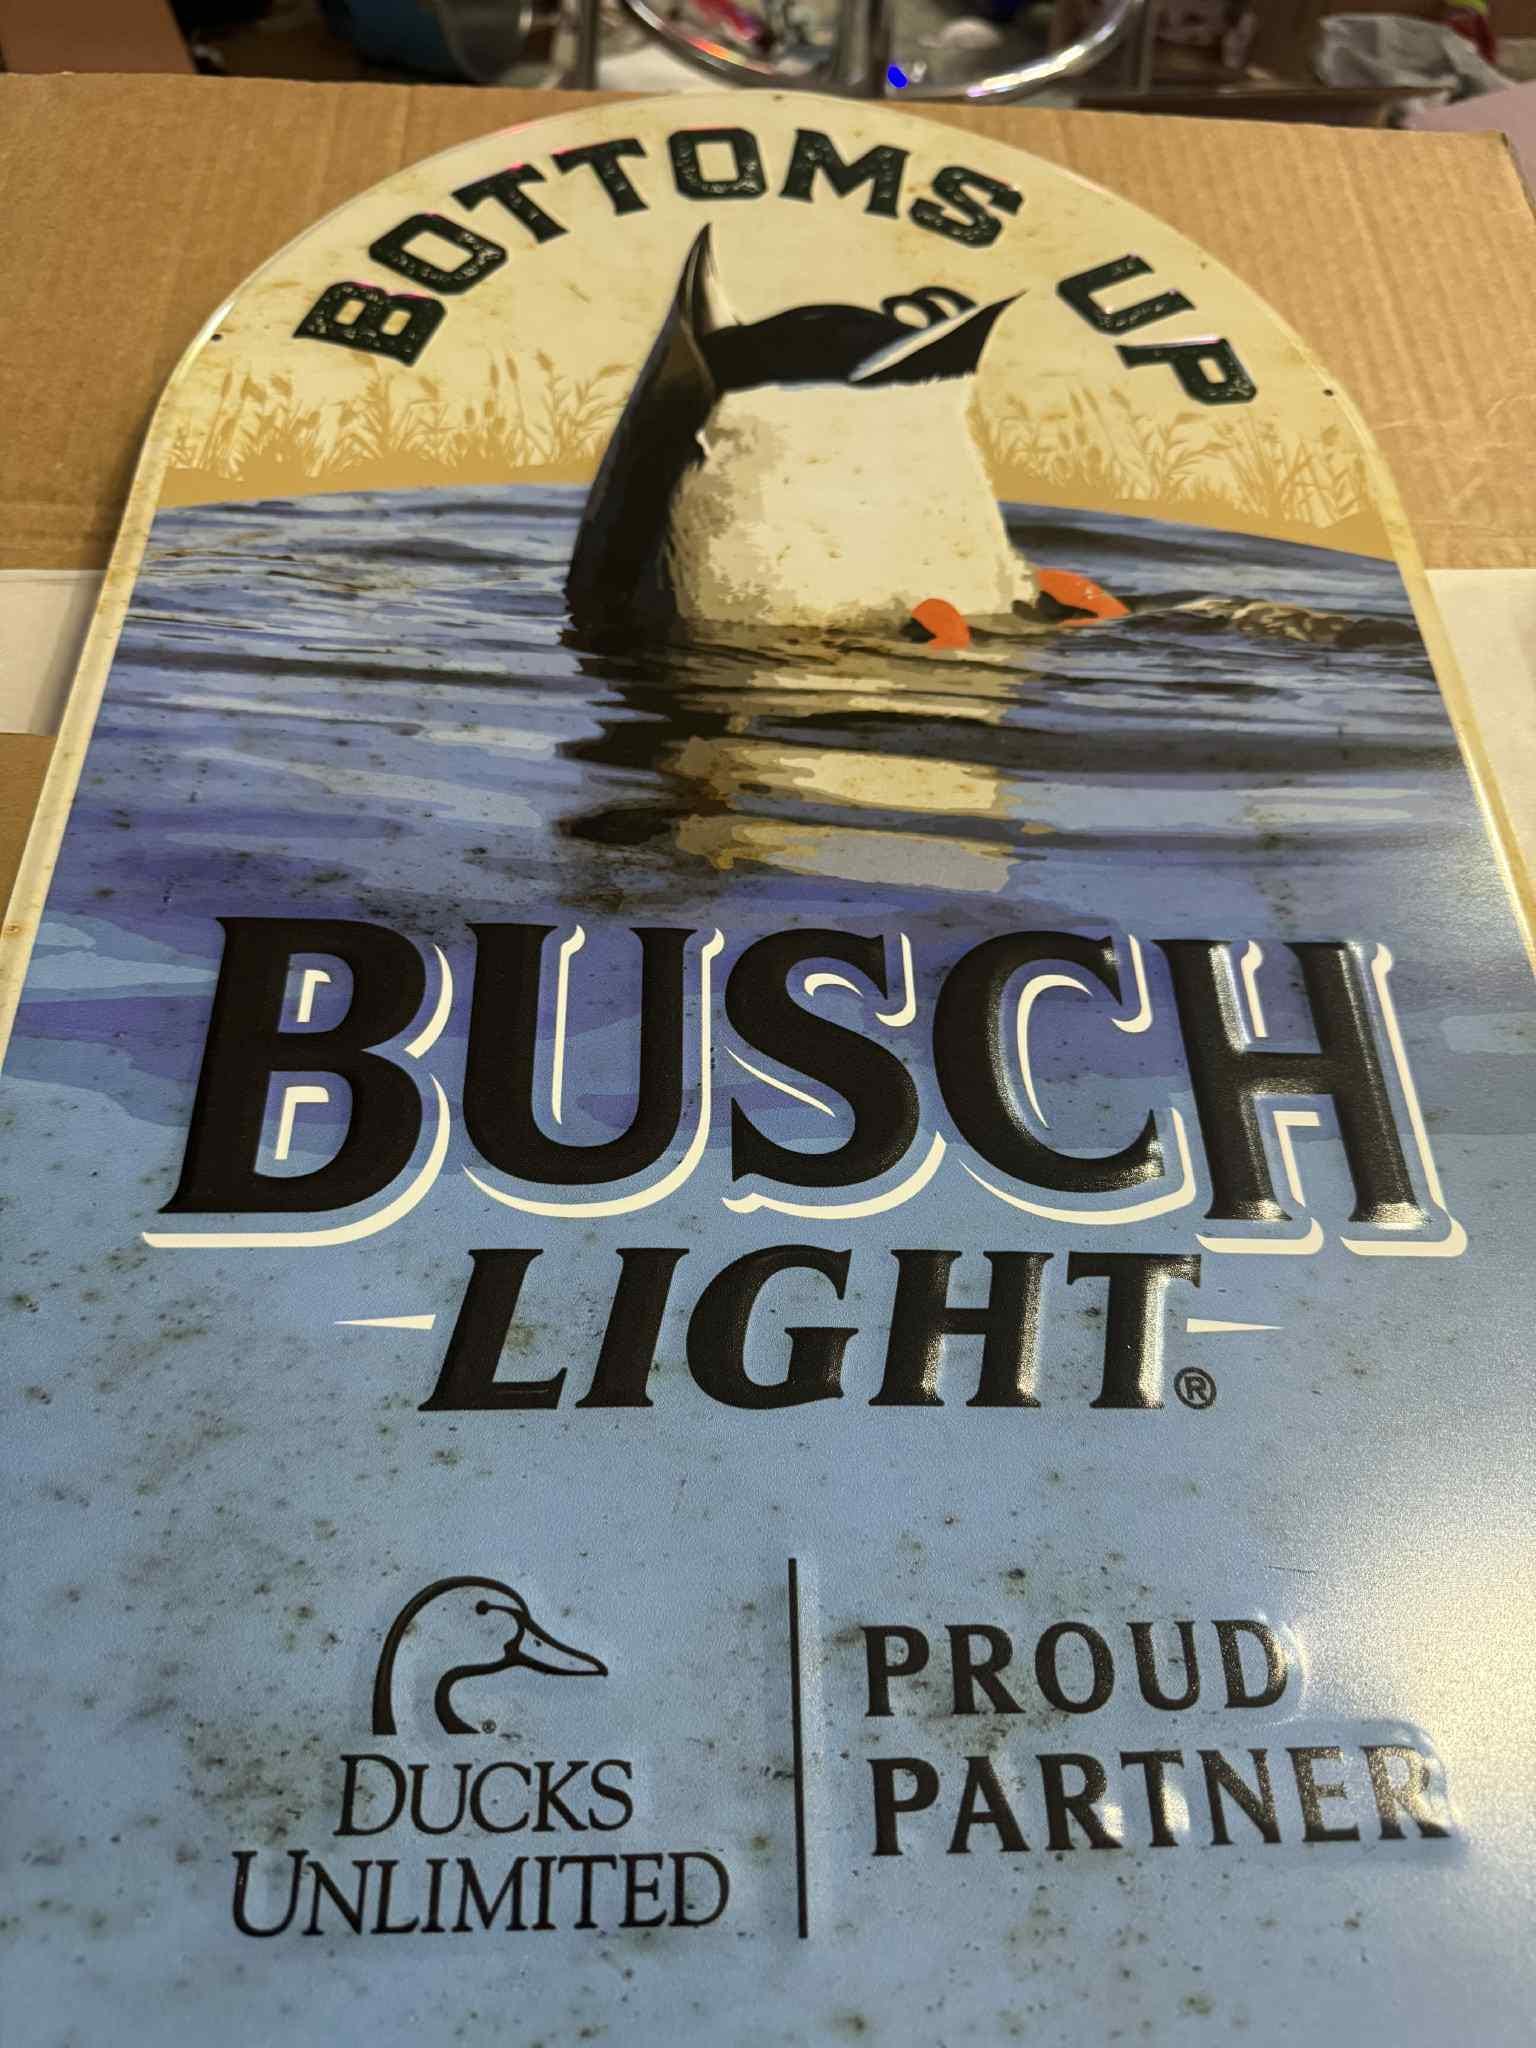 BOTTOMS UP
BUSCH
LIGHT®
DUCKS
UNLIMITED
PROUD
PARTNER